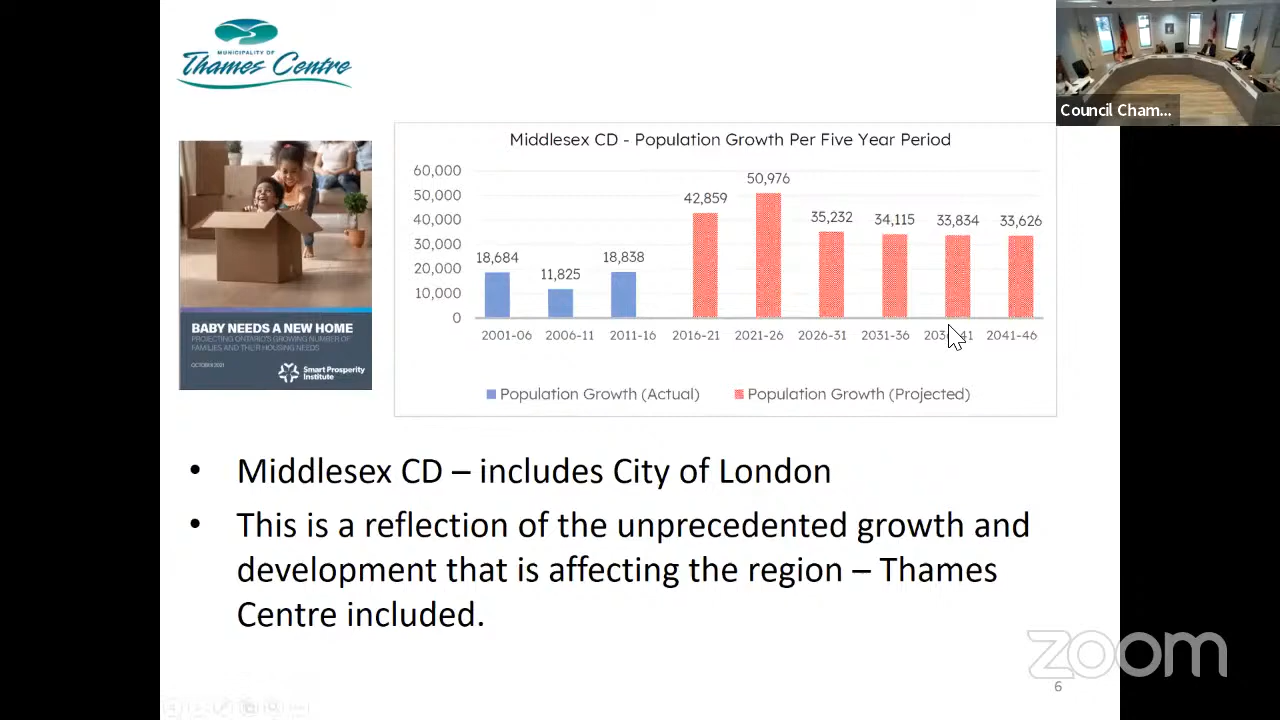 MUNICIPALITY OF
Thames Centre
Council Cham...
Middlesex CD - Population Growth Per Five Year Period
60,000
50,000
40,000
30,000
20,000
10,000
0
18,684
11,825
18,838
42,859
50,976
35,232
34,115
33,834
33,626
2001-06
2006-11
2011-16
2016-21
2021-26
2026-31
2031-36
2041-46
Population Growth (Actual)
Population Growth (Projected)
BABY NEEDS A NEW HOME
PROJECTING ONTARIO'S GROWING NUMBER OF
FAMILIES AND THEIR HOUSING NEEDS
OCTOBER 2021
Smart Prosperity
Institute
• Middlesex CD – includes City of London
• This is a reflection of the unprecedented growth and
development that is affecting the region – Thames
Centre included.
zoom
6